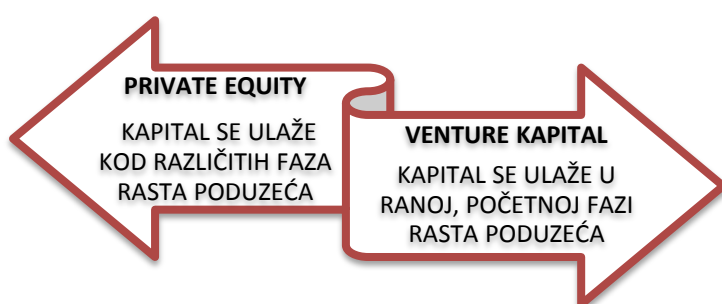 PRIVATE EQUITY
KAPITAL SE ULAŽE
KOD RAZLIČITIH FAZA
RASTA PODUZEĆA
VENTURE KAPITAL
KAPITAL SE ULAŽE U
RANOJ, POČETNOJ FAZI
RASTA PODUZEĆA